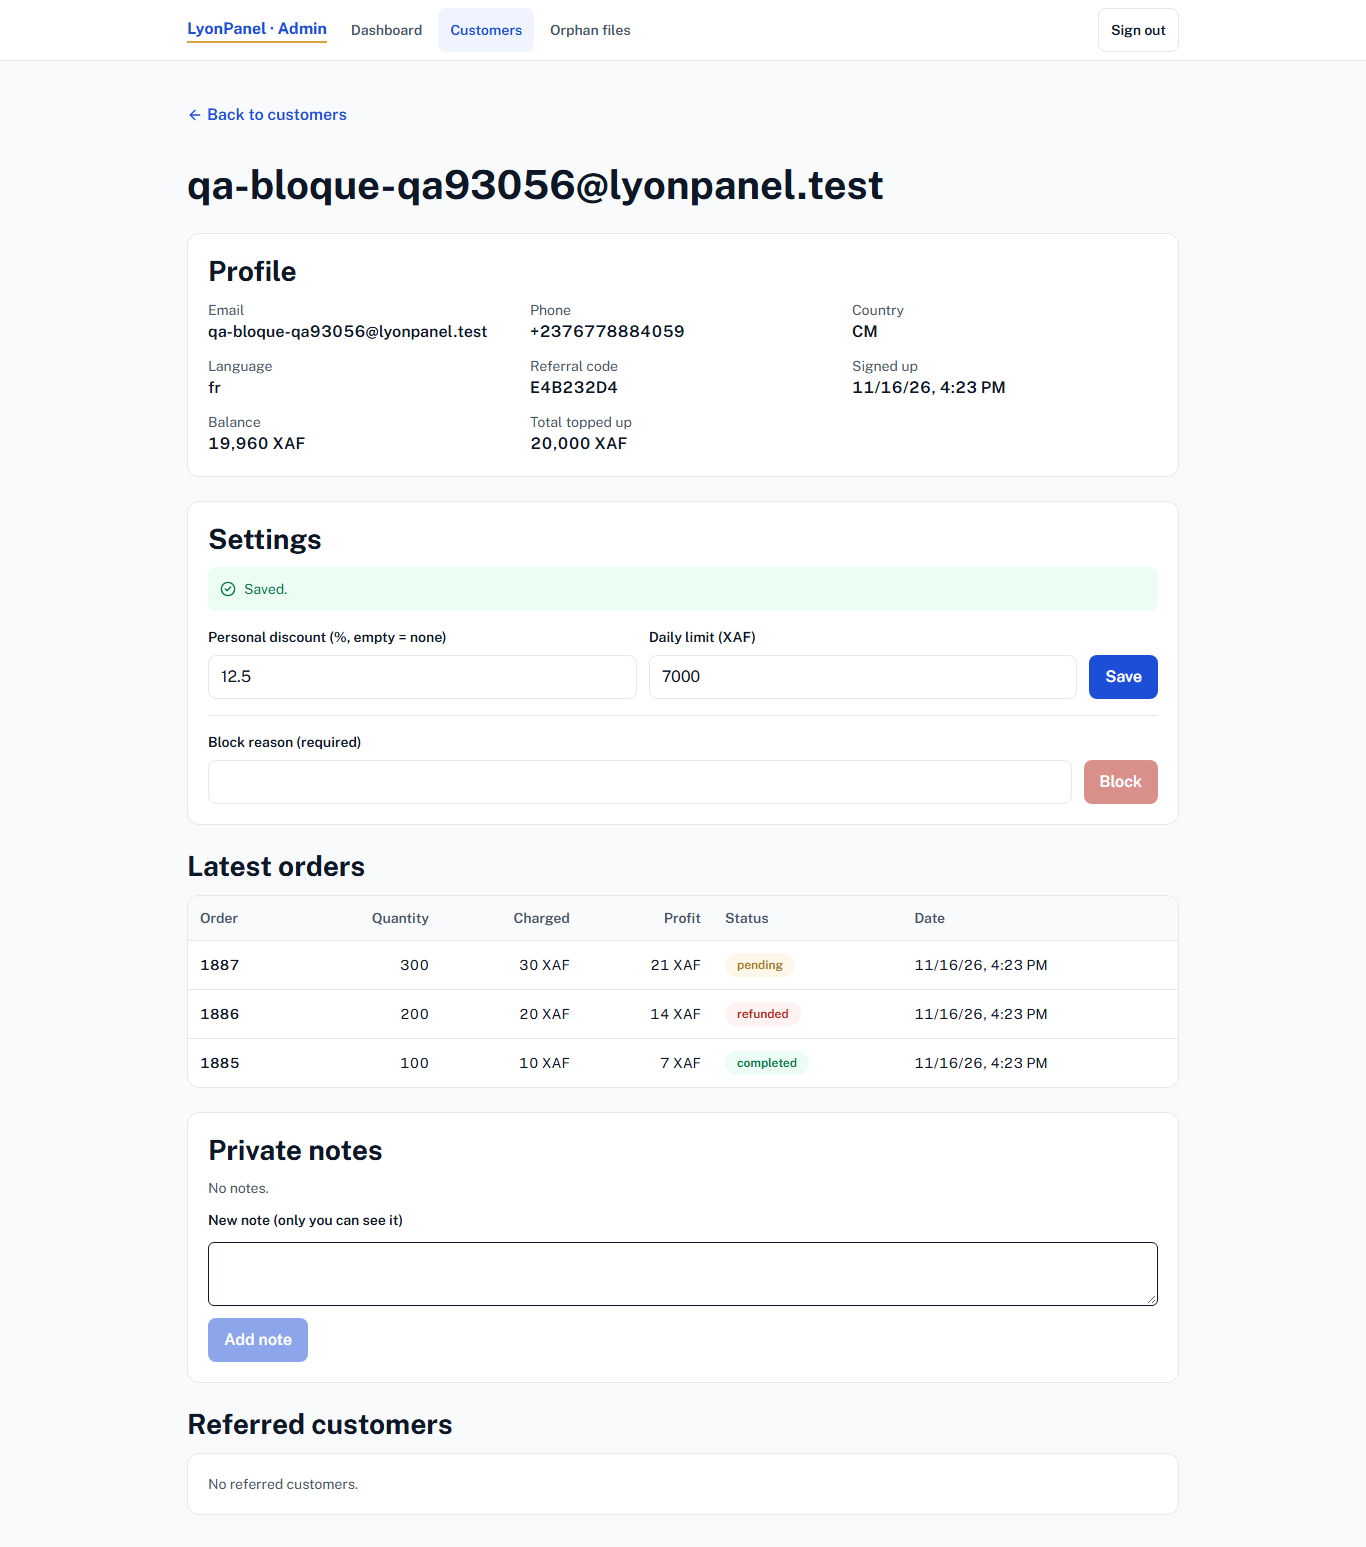 LyonPanel · Admin Dashboard Customers Orphan files Sign out
← Back to customers
qa-bloque-qa93056@lyonpanel.test
Profile
Email Phone Country
qa-bloque-qa93056@lyonpanel.test +2376778884059 CM
Language Referral code Signed up
fr E4B232D4 11/16/26, 4:23 PM
Balance Total topped up
19,960 XAF 20,000 XAF
Settings
Saved.
Personal discount (%, empty = none) Daily limit (XAF)
12.5 7000 Save
Block reason (required)
Block
Latest orders
Order Quantity Charged Profit Status Date
1887 300 30 XAF 21 XAF pending 11/16/26, 4:23 PM
1886 200 20 XAF 14 XAF refunded 11/16/26, 4:23 PM
1885 100 10 XAF 7 XAF completed 11/16/26, 4:23 PM
Private notes
No notes.
New note (only you can see it)
Add note
Referred customers
No referred customers.